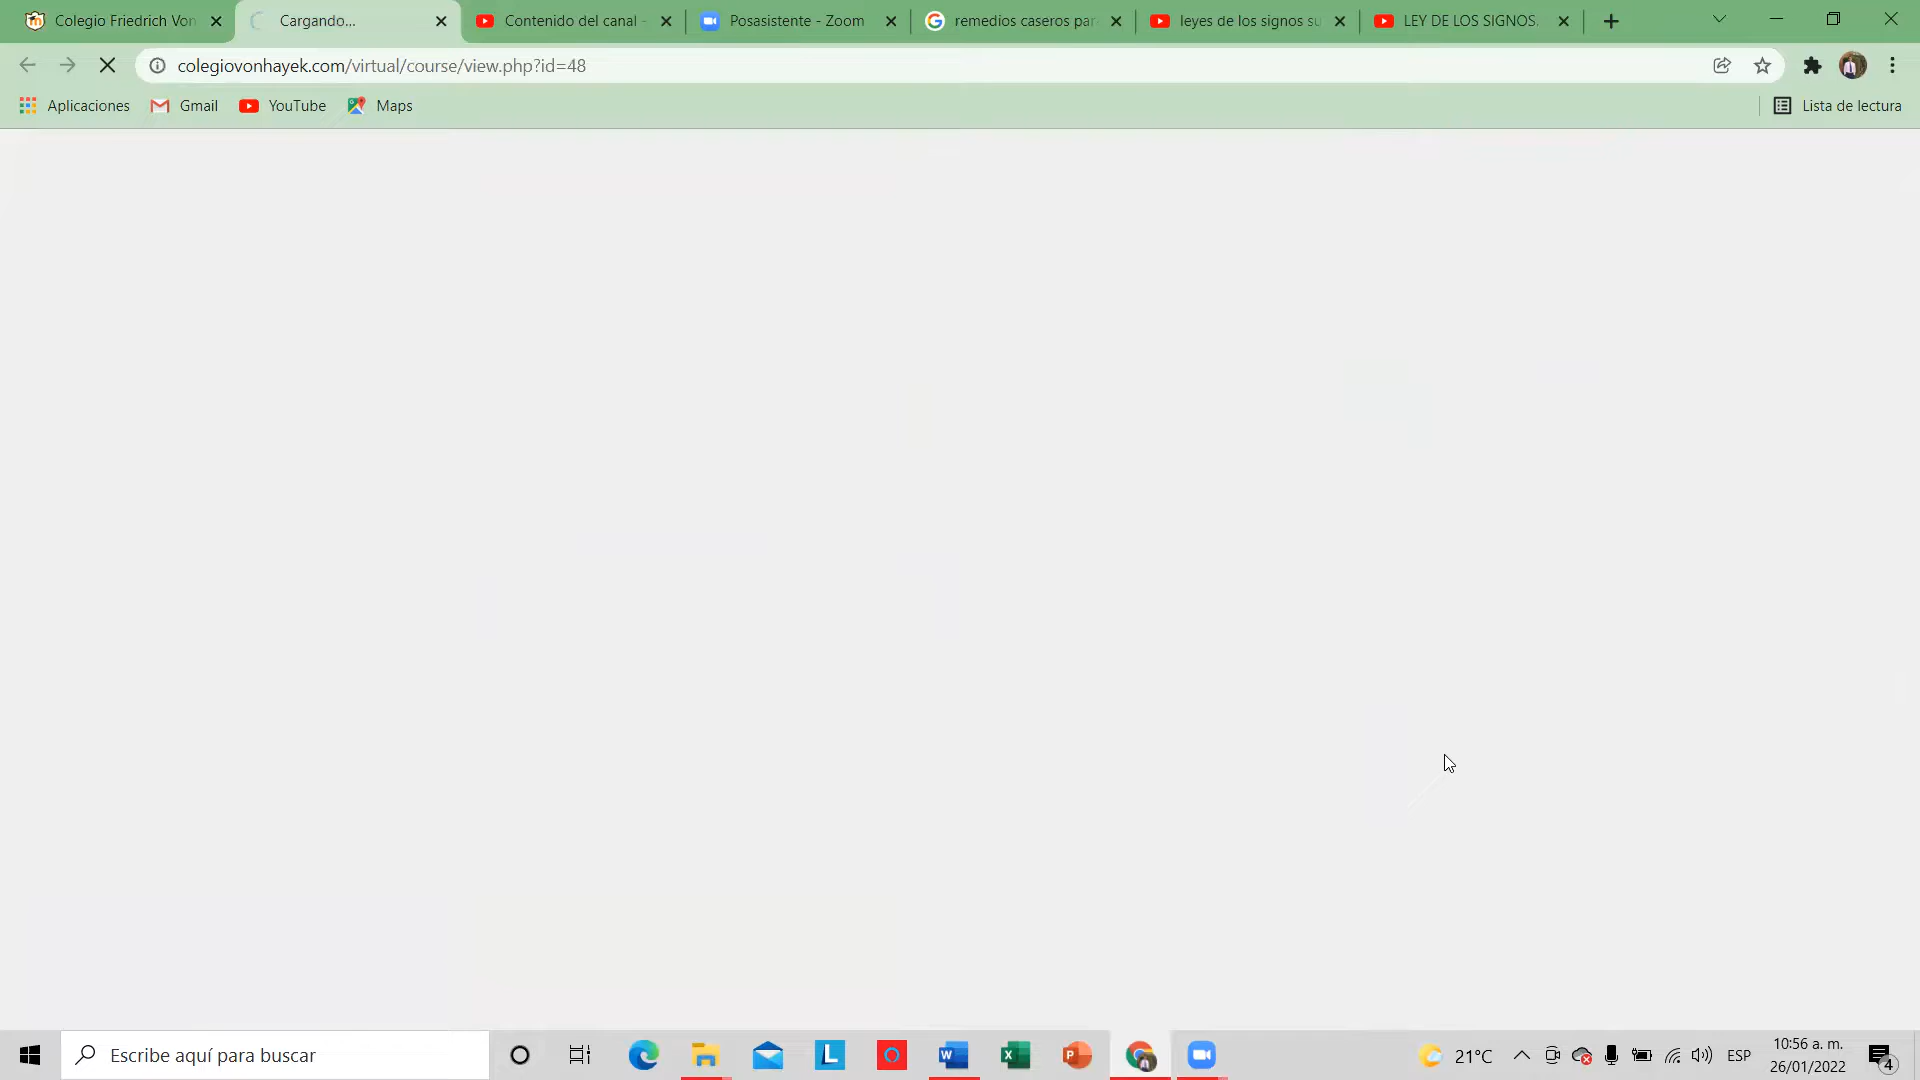 Colegio Friedrich Von
Cargando...
Contenido del canal -
Posasistente - Zoom
remedios caseros par
leyes de los signos su
LEY DE LOS SIGNOS.
colegiovonhayek.com/virtual/course/view.php?id=48
Aplicaciones
Gmail
YouTube
Maps
Lista de lectura
Escribe aquí para buscar
21°C
ESP
10:56 a. m.
26/01/2022
4